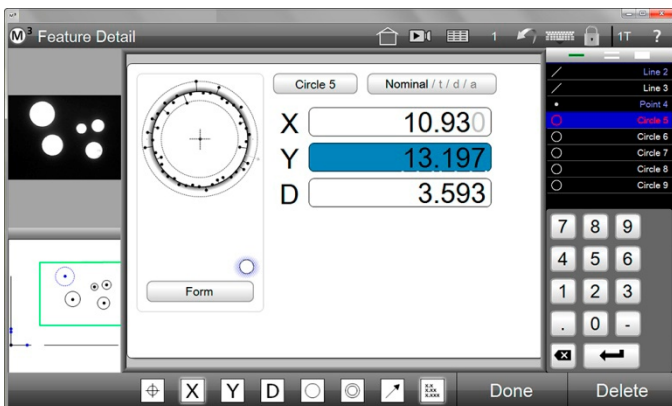 M3 Feature Detail
1
1T
?
Circle 5
Nominal / t / d / a
X 10.930
Y 13.197
D 3.593
Form
Line 2
Line 3
Point 4
Circle 5
Circle 6
Circle 7
Circle 8
Circle 9
7 8 9
4 5 6
1 2 3
. 0 -
X Y D
X.X
X.XX
X.XXX
Done
Delete